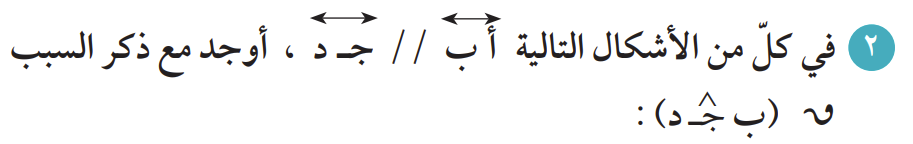 ٢ في كلّ من الأشكال التالية أ ب // جـ د ، أوجد مع ذكر السبب
ق (ب جـ د) :